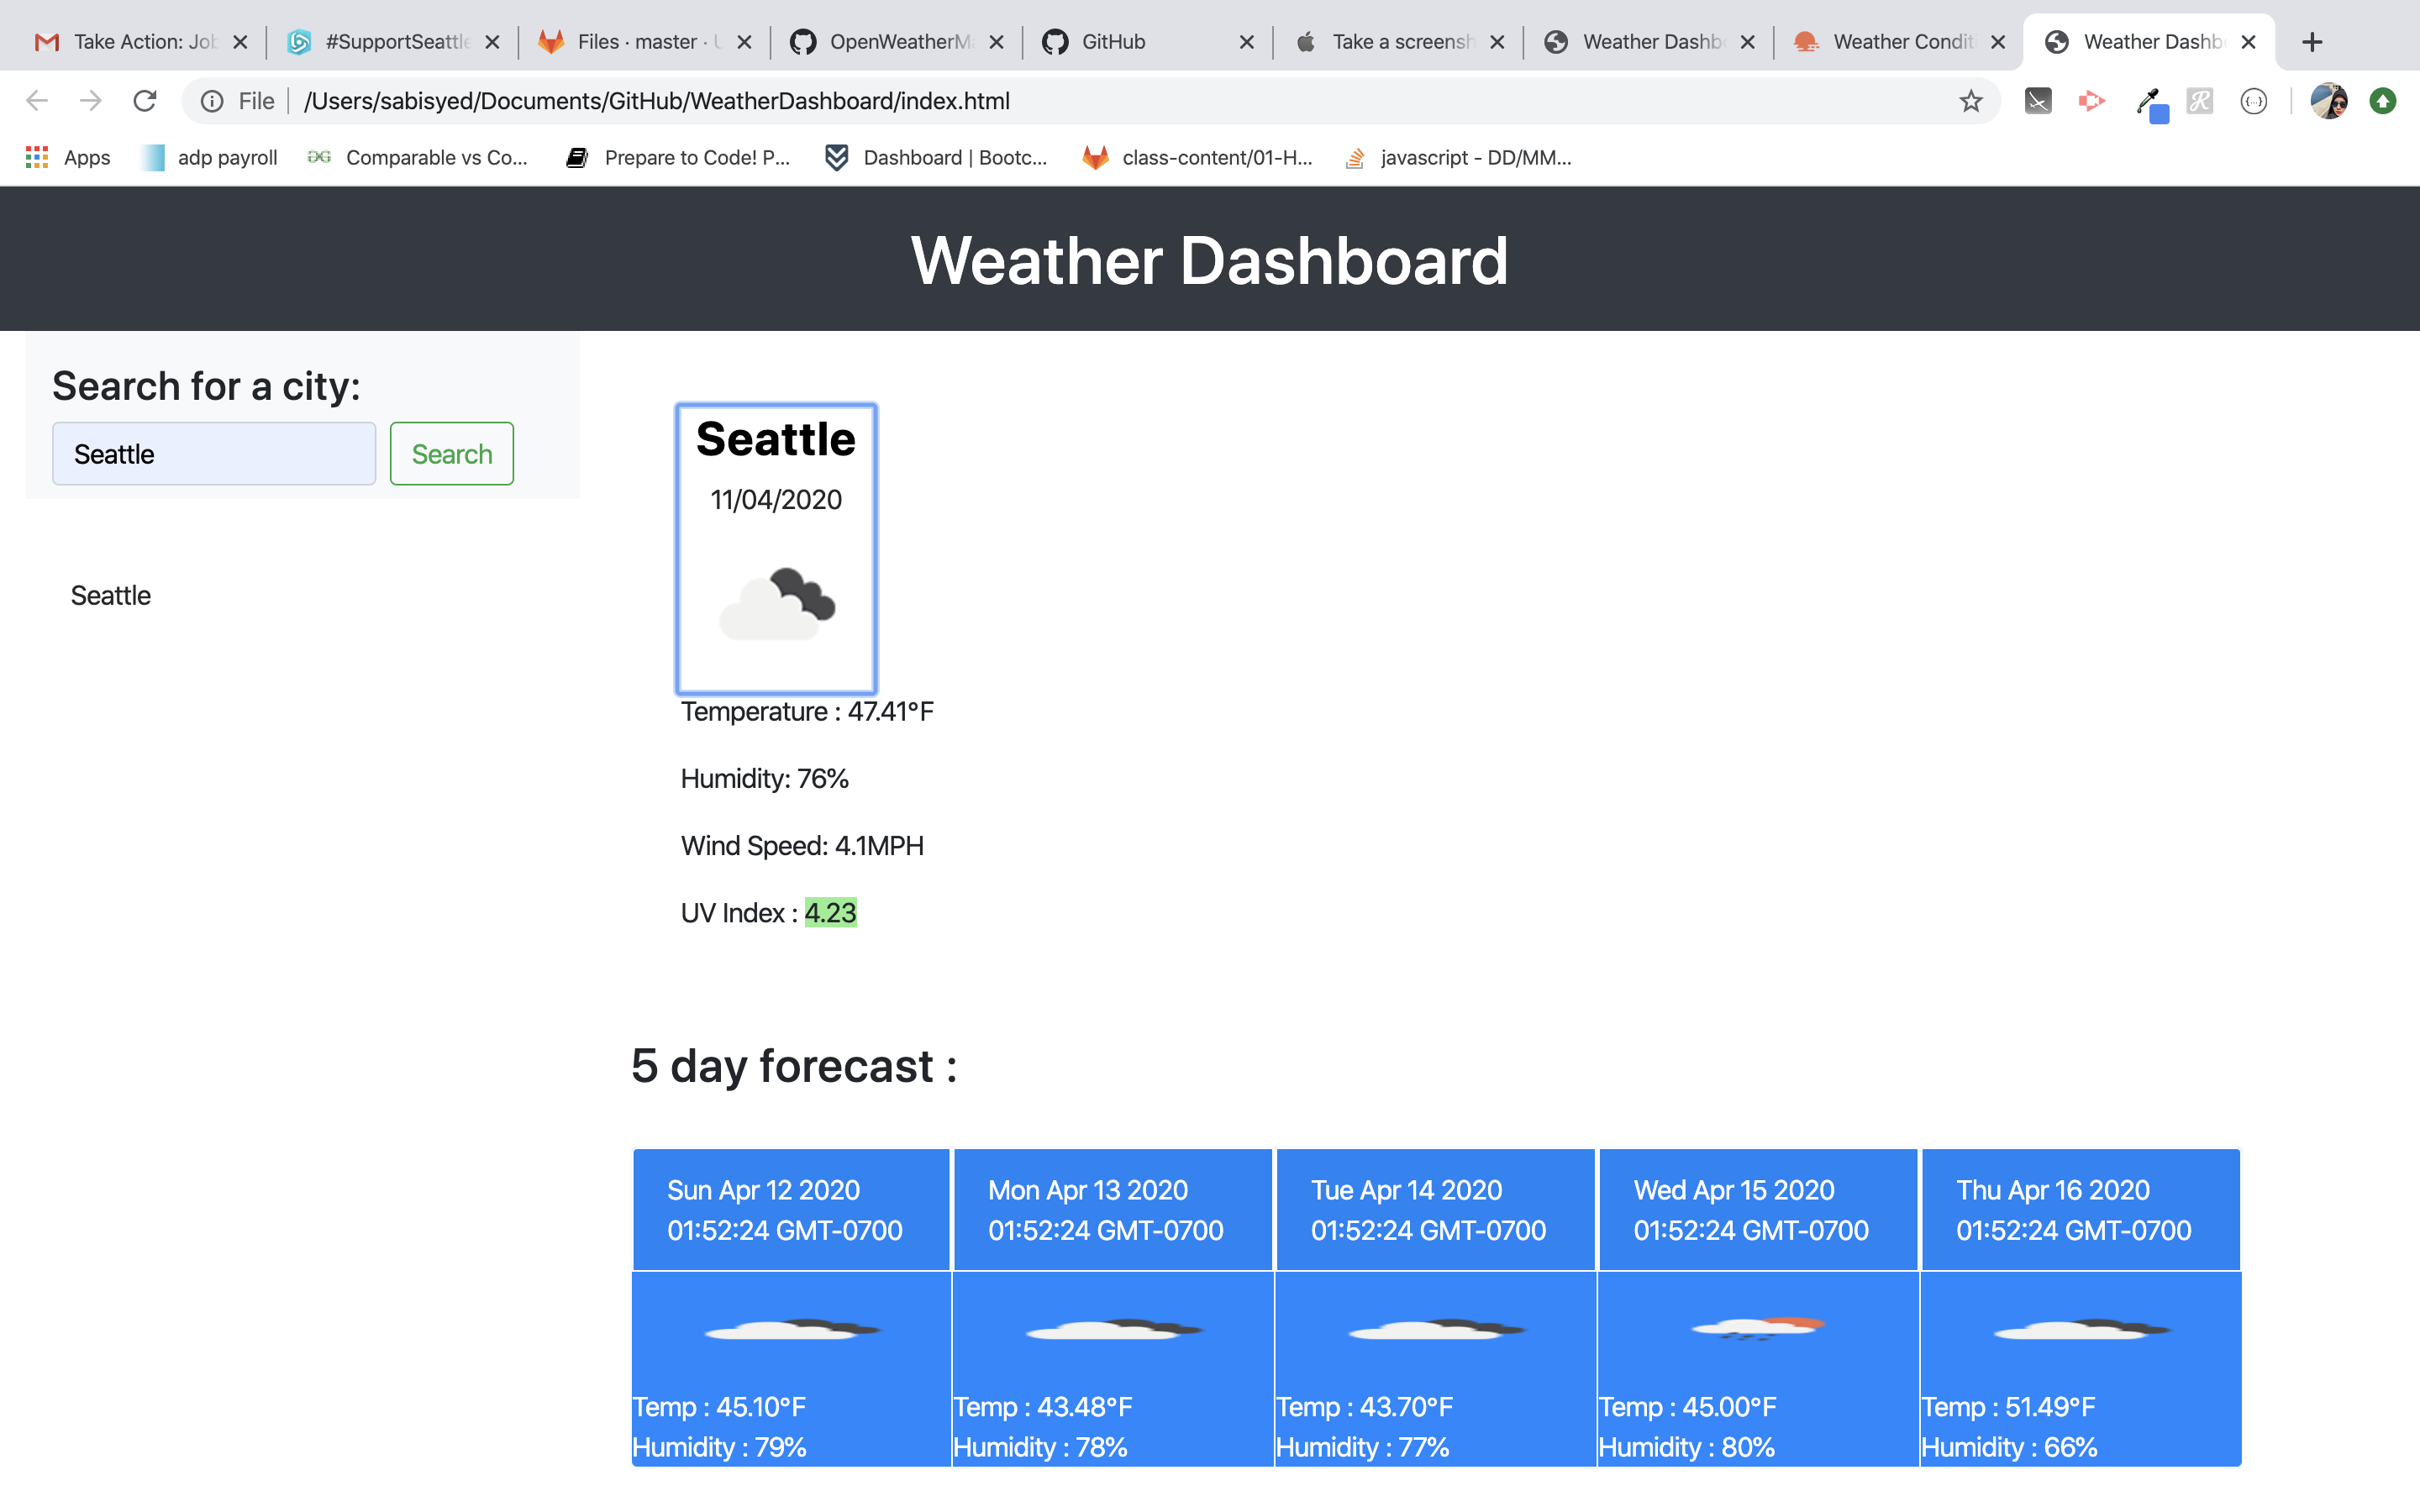 Take Action: Job
#SupportSeattle
Files · master ·
OpenWeatherMa
GitHub
Take a screensh
Weather Dashb
Weather Condit
Weather Dashb
File
/Users/sabisyed/Documents/GitHub/WeatherDashboard/index.html
Apps
adp payroll
Comparable vs Co...
Prepare to Code! P...
Dashboard | Bootc...
class-content/01-H...
javascript - DD/MM...
Weather Dashboard
Search for a city:
Seattle
Search
Seattle
Seattle
11/04/2020
Temperature : 47.41°F
Humidity: 76%
Wind Speed: 4.1MPH
UV Index : 4.23
5 day forecast :
Sun Apr 12 2020
01:52:24 GMT-0700
Temp : 45.10°F
Humidity : 79%
Mon Apr 13 2020
01:52:24 GMT-0700
Temp : 43.48°F
Humidity : 78%
Tue Apr 14 2020
01:52:24 GMT-0700
Temp : 43.70°F
Humidity : 77%
Wed Apr 15 2020
01:52:24 GMT-0700
Temp : 45.00°F
Humidity : 80%
Thu Apr 16 2020
01:52:24 GMT-0700
Temp : 51.49°F
Humidity : 66%